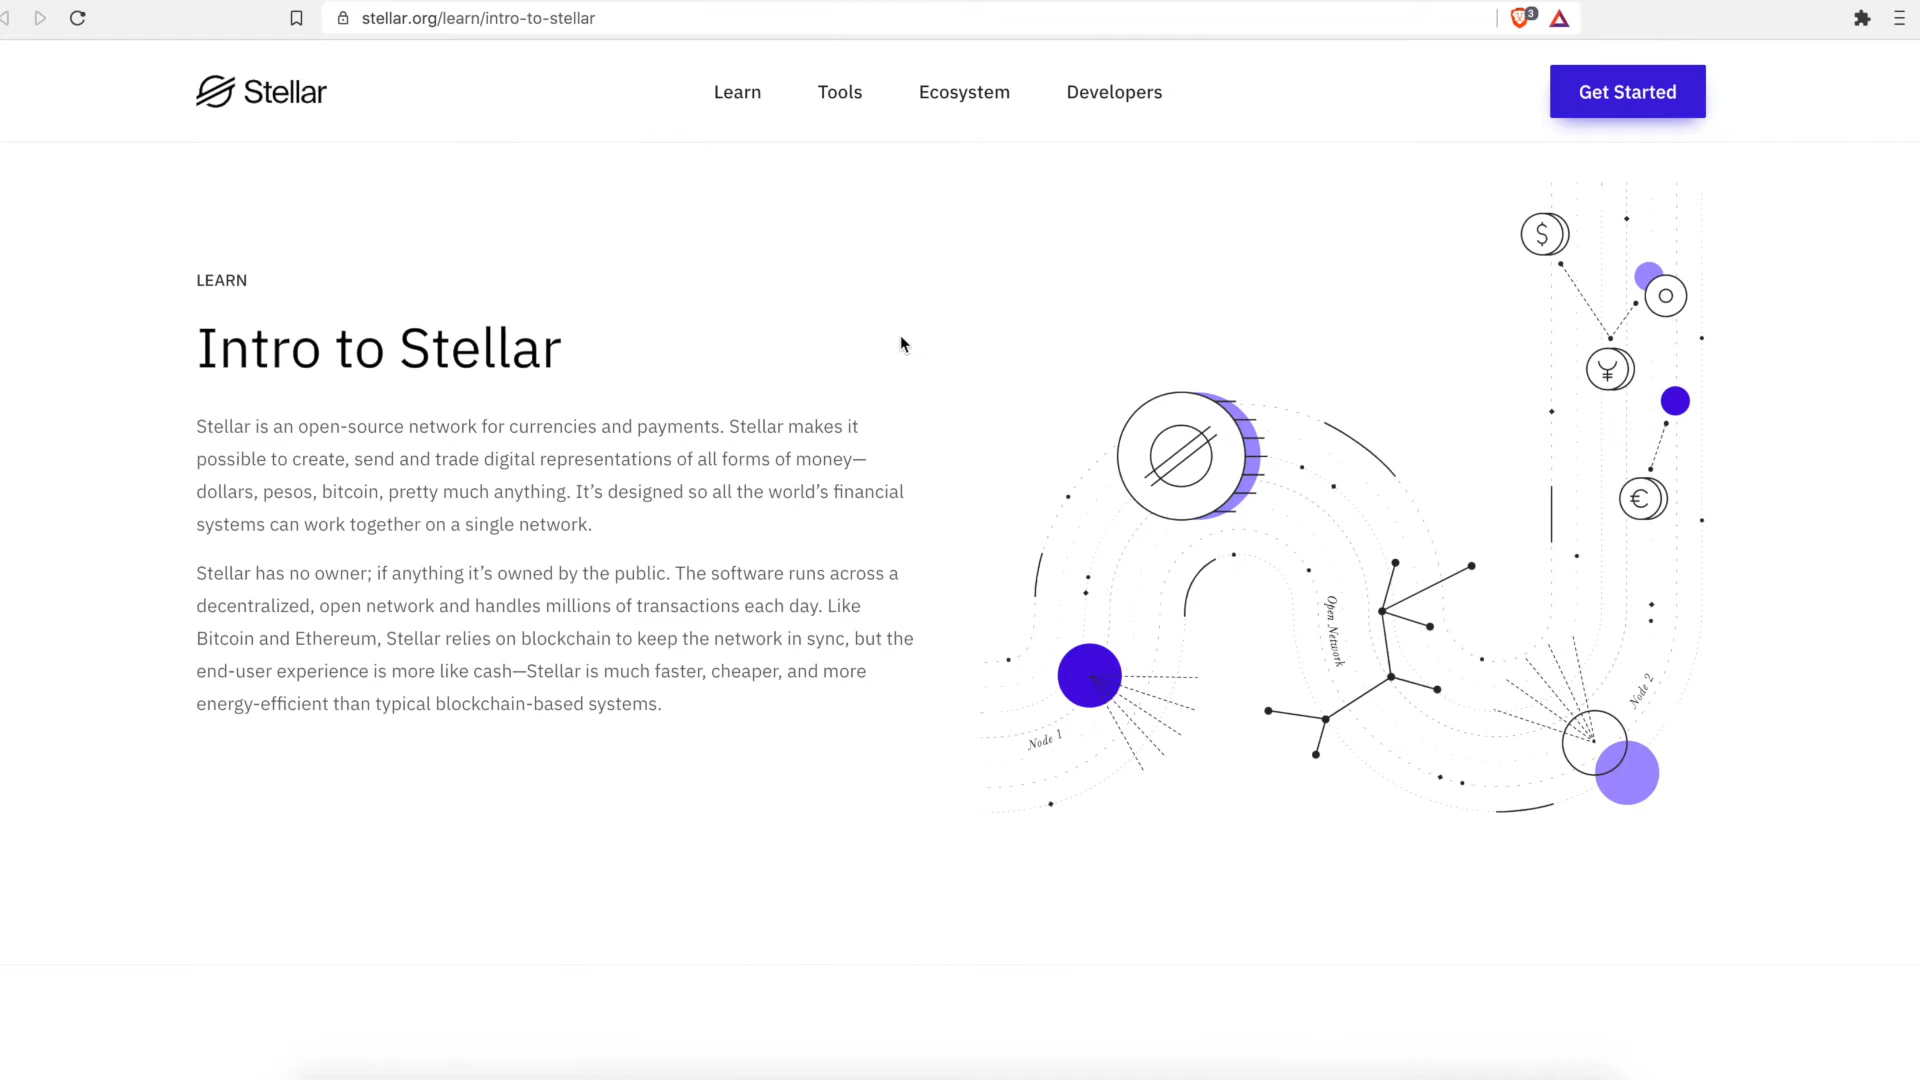 stellar.org/learn/intro-to-stellar
3
Stellar
Learn
Tools
Ecosystem
Developers
Get Started
LEARN
Intro to Stellar
Stellar is an open-source network for currencies and payments. Stellar makes it
possible to create, send and trade digital representations of all forms of money—
dollars, pesos, bitcoin, pretty much anything. It’s designed so all the world’s financial
systems can work together on a single network.
Stellar has no owner; if anything it’s owned by the public. The software runs across a
decentralized, open network and handles millions of transactions each day. Like
Bitcoin and Ethereum, Stellar relies on blockchain to keep the network in sync, but the
end-user experience is more like cash—Stellar is much faster, cheaper, and more
energy-efficient than typical blockchain-based systems.
$
¥
€
Open Network
Node 1
Node 2